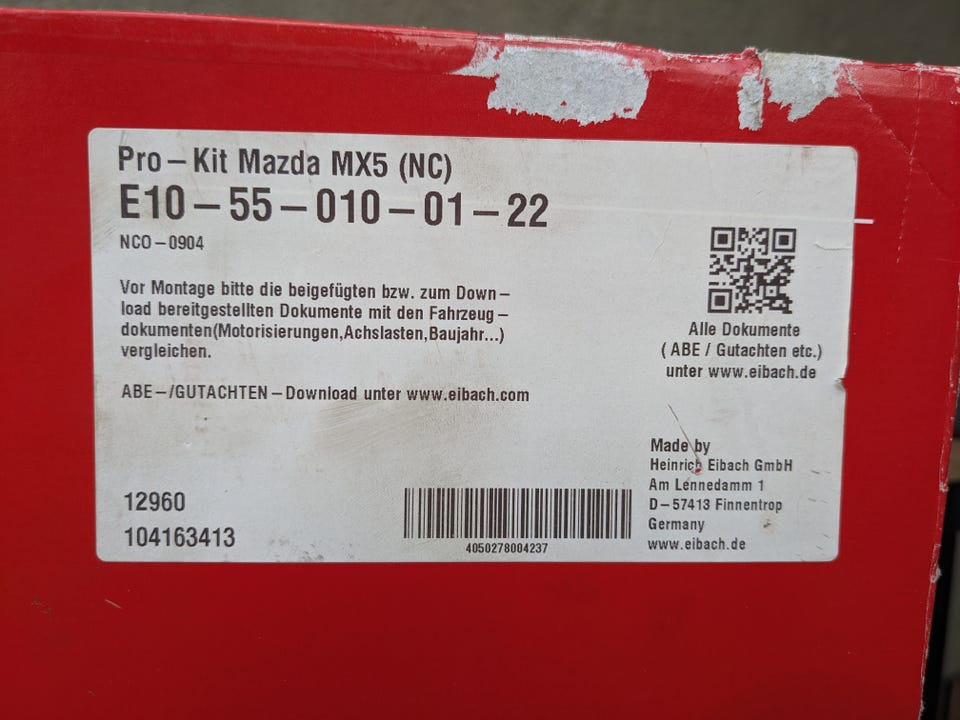 Pro-Kit Mazda MX5 (NC)
E10-55-010-01-22
NCO-0904
Vor Montage bitte die beigefügten bzw. zum Down-
load bereitgestellten Dokumente mit den Fahrzeug-
dokumenten(Motorisierungen,Achslasten,Baujahr...)
vergleichen.
ABE-/GUTACHTEN-Download unter www.eibach.com
Alle Dokumente
( ABE / Gutachten etc.)
unter www.eibach.de
12960
104163413
4050278004237
Made by
Heinrich Eibach GmbH
Am Lennedamm 1
D-57413 Finnentrop
Germany
www.eibach.de